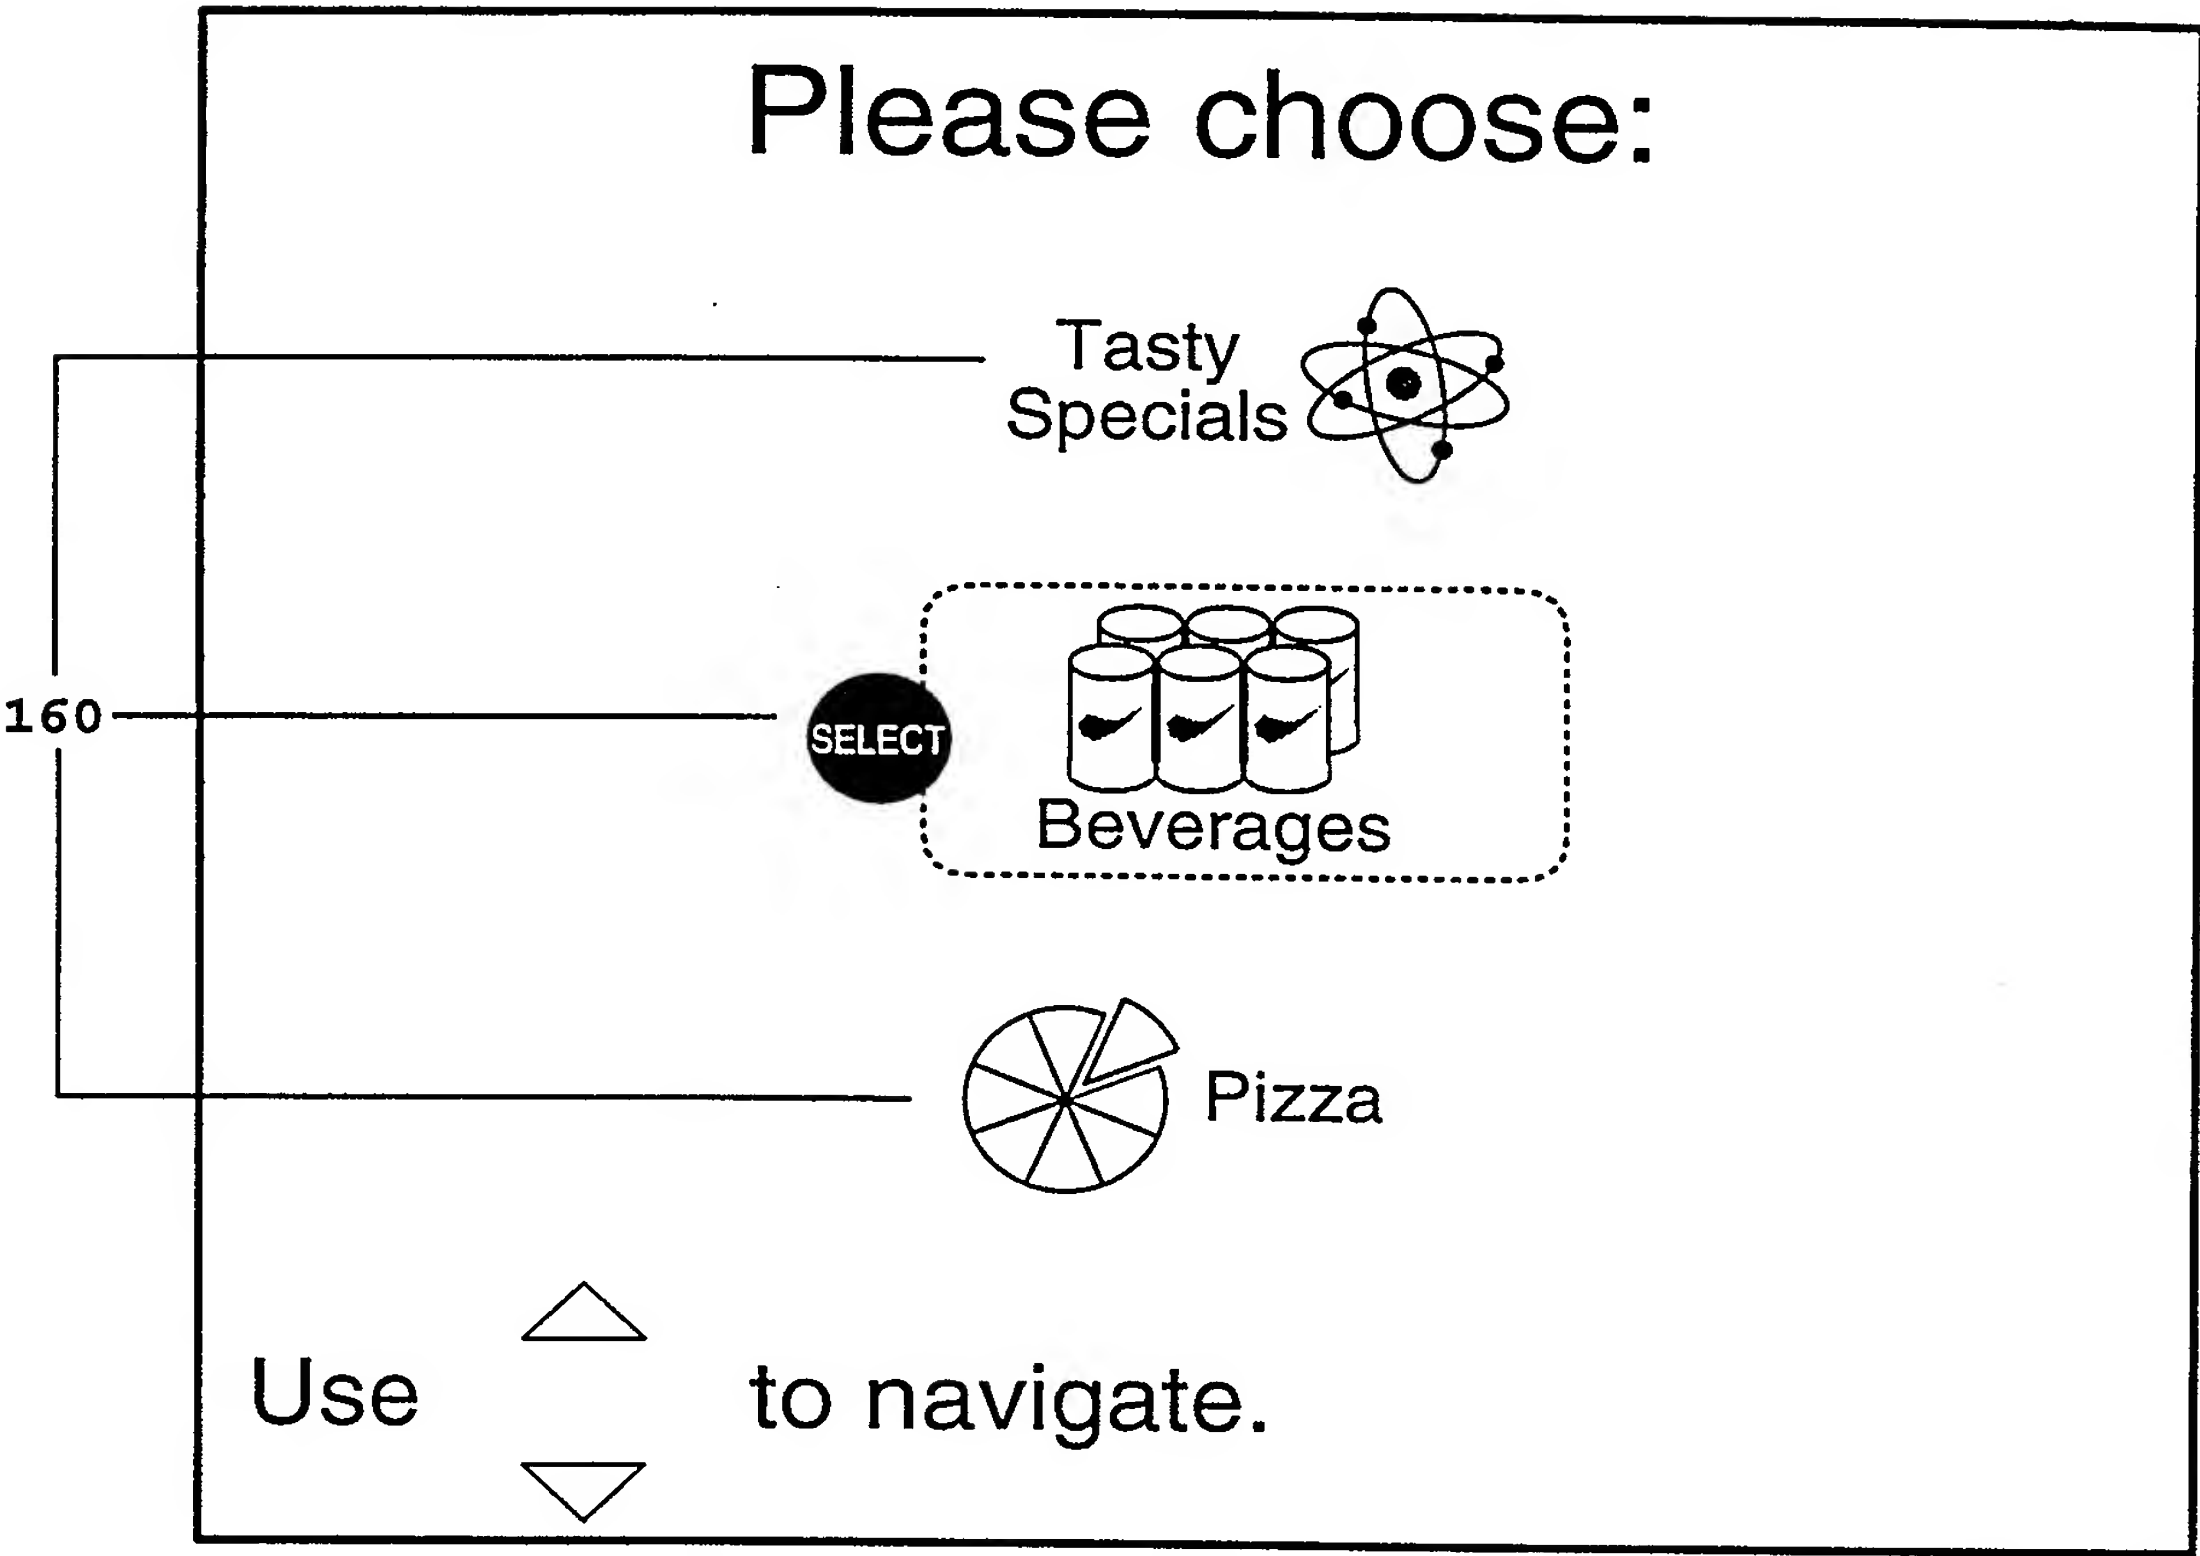 Please choose:
Tasty
Specials
160
SELECT
Beverages
Pizza
Use to navigate.